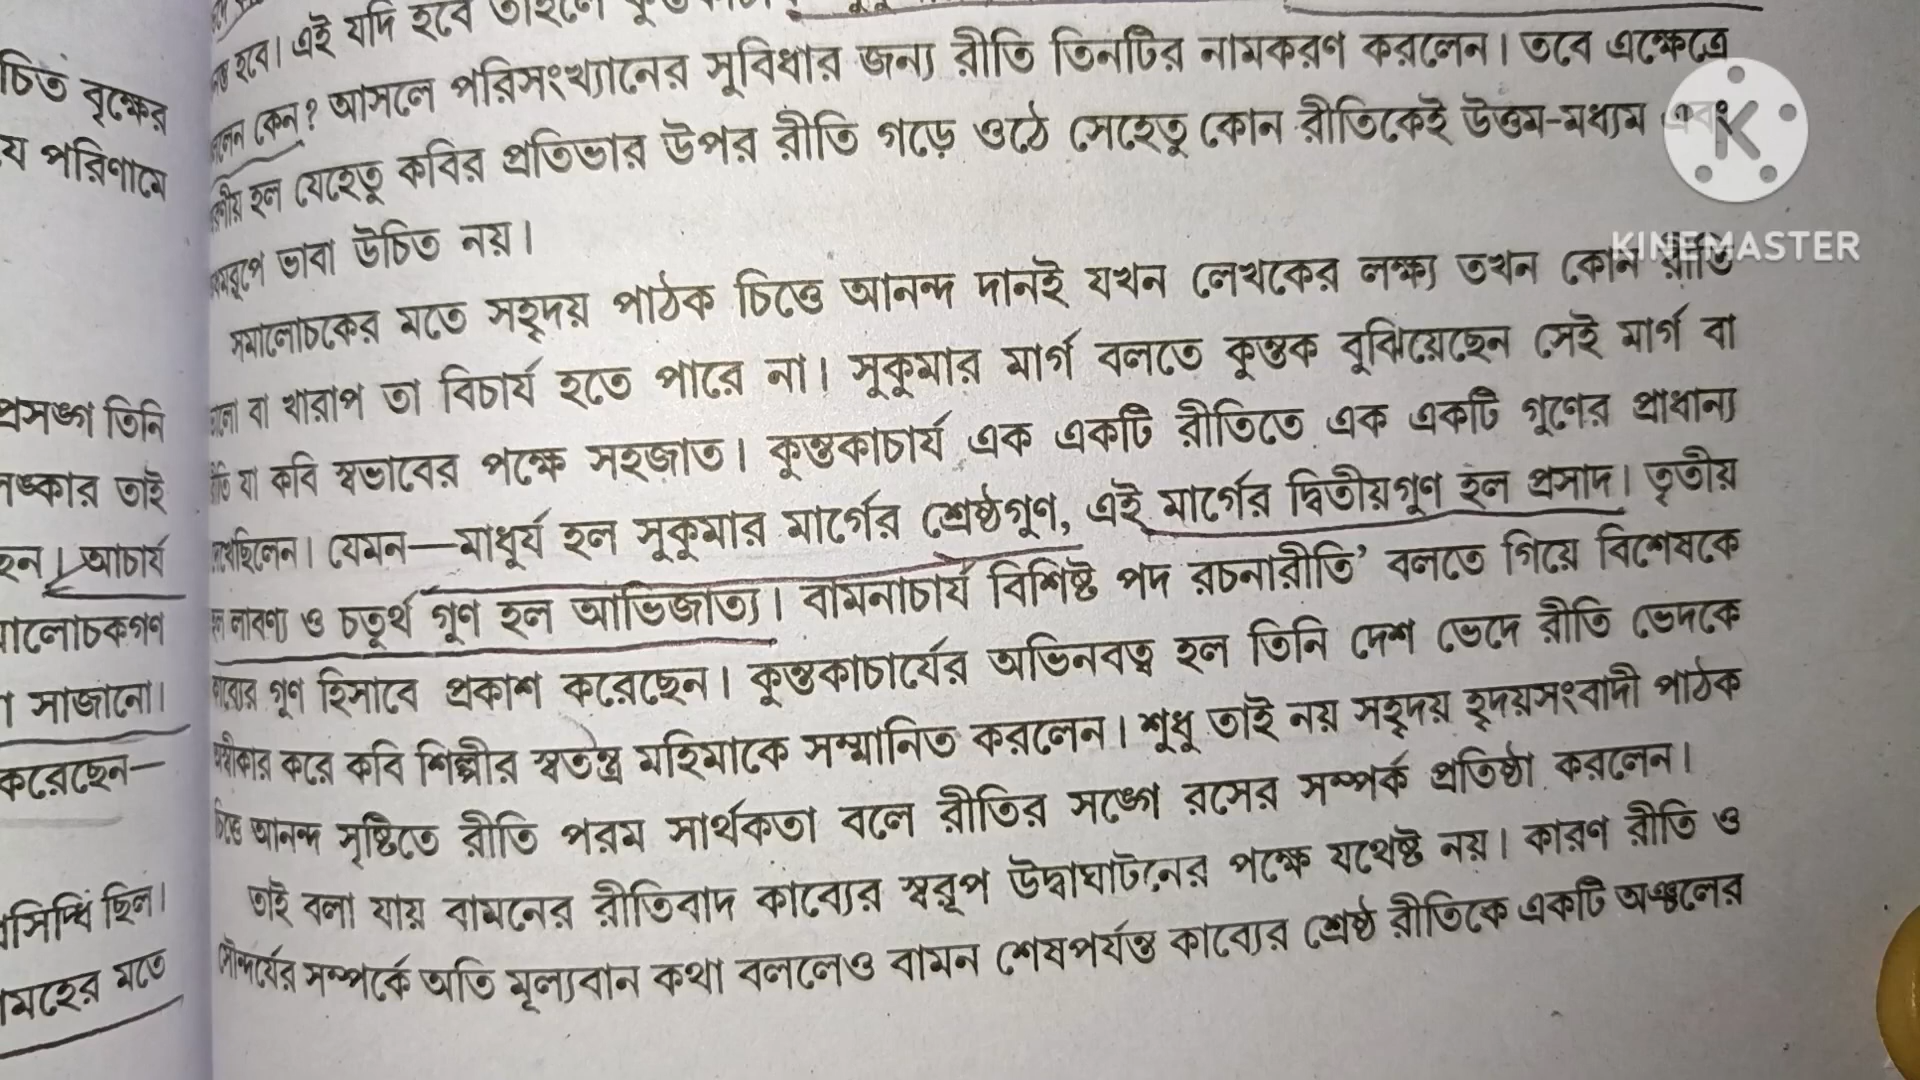 চিত বৃক্ষের
য পরিণামে
প্রসঙ্গ তিনি
তাই
আচার্য
সাজানো।
করেছেন—
ছিল।
মতে
হবে। এই যদি হবে তাহলে
কেন? আসলে পরিসংখ্যানের সুবিধার জন্য রীতি তিনটির নামকরণ করলেন। তবে এক্ষেত্রে
হল যেহেতু কবির প্রতিভার উপর রীতি গড়ে ওঠে সেহেতু কোন রীতিকেই উত্তম-মধ্যম এবং
ভাবা উচিত নয়।
সমালোচকের মতে সহৃদয় পাঠক চিত্তে আনন্দ দানই যখন লেখকের লক্ষ্য তখন কোন রীতি
বা খারাপ তা বিচার্য হতে পারে না। সুকুমার মার্গ বলতে কুন্তক বুঝিয়েছেন সেই মার্গ বা
যা কবি স্বভাবের পক্ষে সহজাত। কুন্তকাচার্য এক একটি রীতিতে এক একটি গুণের প্রাধান্য
যেমন—মাধুর্য হল সুকুমার মার্গের শ্রেষ্ঠগুণ, এই মার্গের দ্বিতীয়গুণ হল প্রসাদ। তৃতীয়
লাবণ্য ও চতুর্থ গুণ হল আভিজাত্য। বামনাচার্য বিশিষ্ট পদ রচনারীতি’ বলতে গিয়ে বিশেষকে
গুণ হিসাবে প্রকাশ করেছেন। কুন্তকাচার্যের অভিনবত্ব হল তিনি দেশ ভেদে রীতি ভেদকে
করে কবি শিল্পীর স্বতন্ত্র মহিমাকে সম্মানিত করলেন। শুধু তাই নয় সহৃদয় হৃদয়সংবাদী পাঠক
চিত্তে আনন্দ সৃষ্টিতে রীতি পরম সার্থকতা বলে রীতির সঙ্গে রসের সম্পর্ক প্রতিষ্ঠা করলেন।
তাই বলা যায় বামনের রীতিবাদ কাব্যের স্বরূপ উদ্বাঘাটনের পক্ষে যথেষ্ট নয়। কারণ রীতি ও
সৌন্দর্যের সম্পর্কে অতি মূল্যবান কথা বললেও বামন শেষপর্যন্ত কাব্যের শ্রেষ্ঠ রীতিকে একটি অঞ্চলের
KINEMASTER